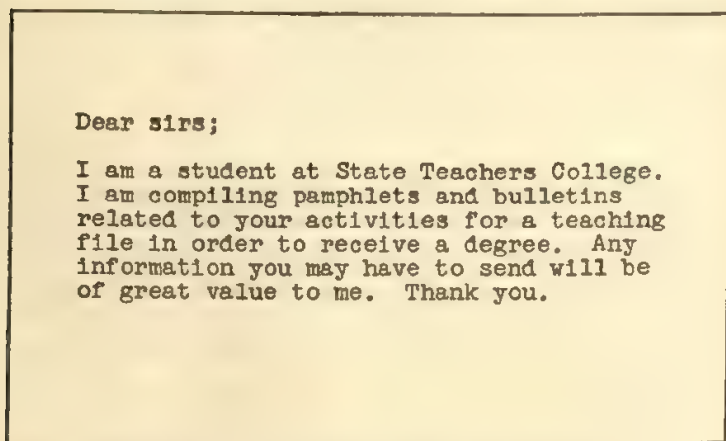 Dear sirs;
I am a student at State Teachers College.
I am compiling pamphlets and bulletins
related to your activities for a teaching
file in order to receive a degree.  Any
information you may have to send will be
of great value to me.  Thank you.